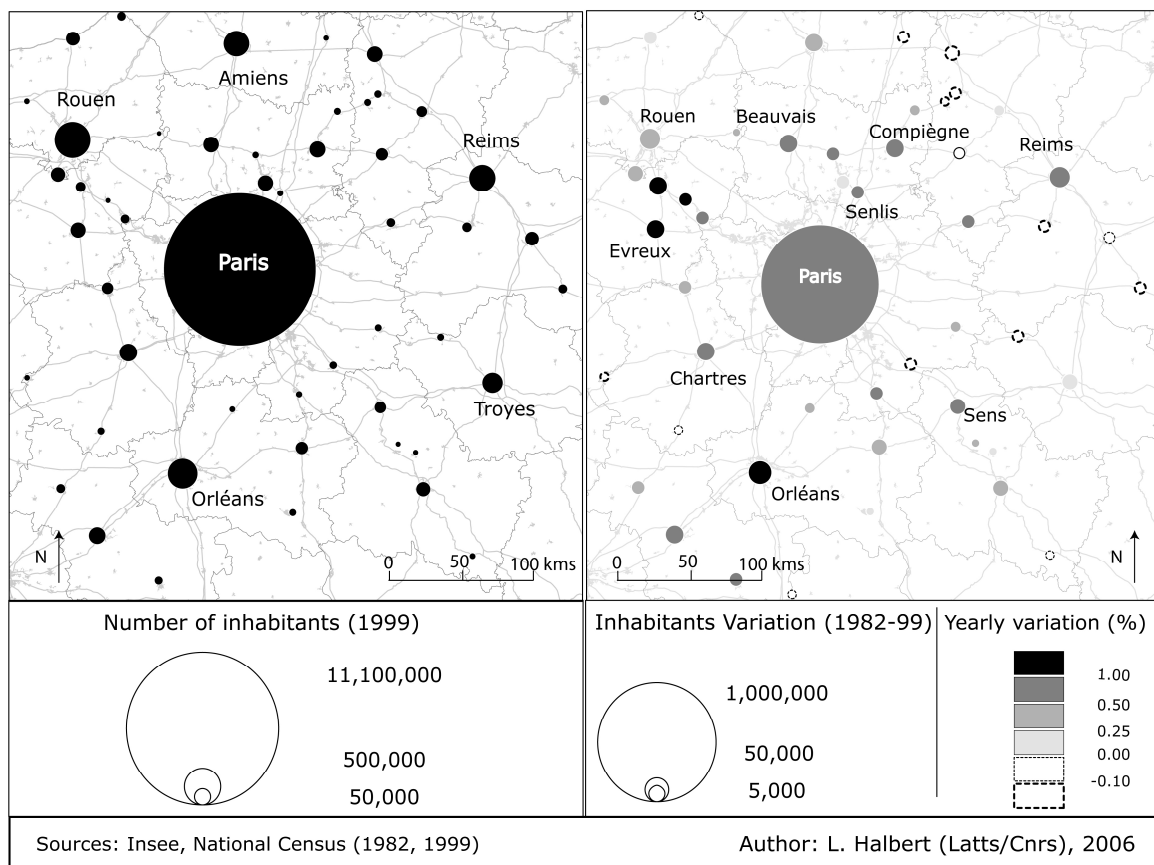 Amiens
Rouen
Reims
Paris
Troyes
Orléans
N
0 50 100 kms
Rouen
Beauvais
Compiègne
Reims
Senlis
Evreux
Paris
Chartres
Sens
Orléans
0 50 100 kms
N
Number of inhabitants (1999)
11,100,000
500,000
50,000
Inhabitants Variation (1982-99)
1,000,000
50,000
5,000
Yearly variation (%)
1.00
0.50
0.25
0.00
-0.10
Sources: Insee, National Census (1982, 1999)
Author: L. Halbert (Latts/Cnrs), 2006